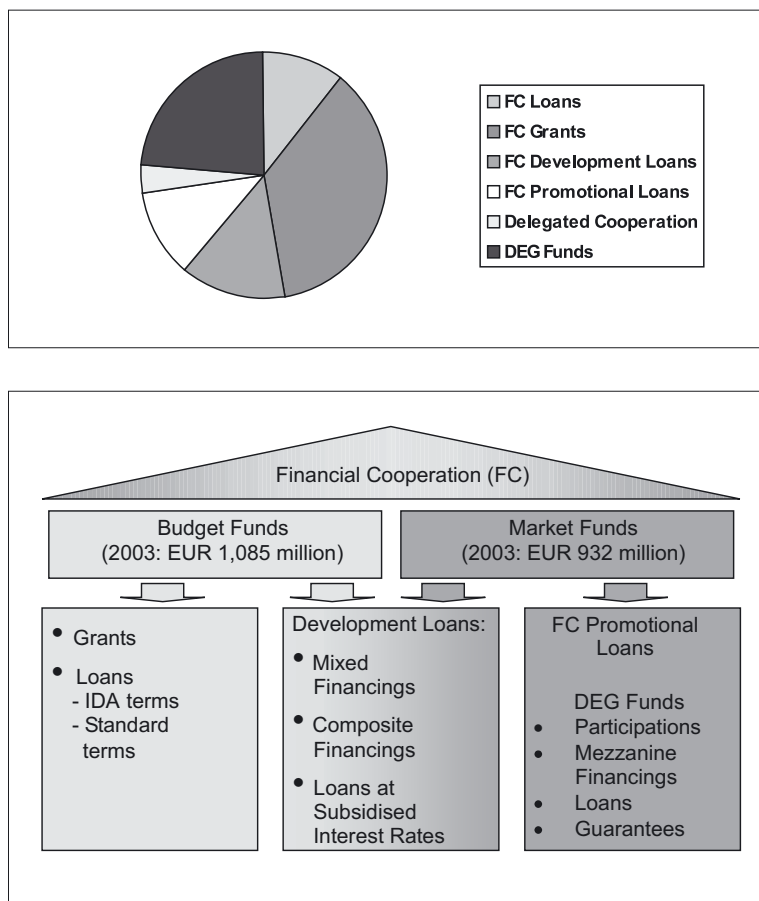 FC Loans
FC Grants
FC Development Loans
FC Promotional Loans
Delegated Cooperation
DEG Funds
Financial Cooperation (FC)
Budget Funds
(2003: EUR 1,085 million)
Market Funds
(2003: EUR 932 million)
• Grants
• Loans
- IDA terms
- Standard
terms
Development Loans:
• Mixed
Financings
• Composite
Financings
• Loans at
Subsidised
Interest Rates
FC Promotional
Loans
DEG Funds
• Participations
• Mezzanine
Financings
• Loans
• Guarantees